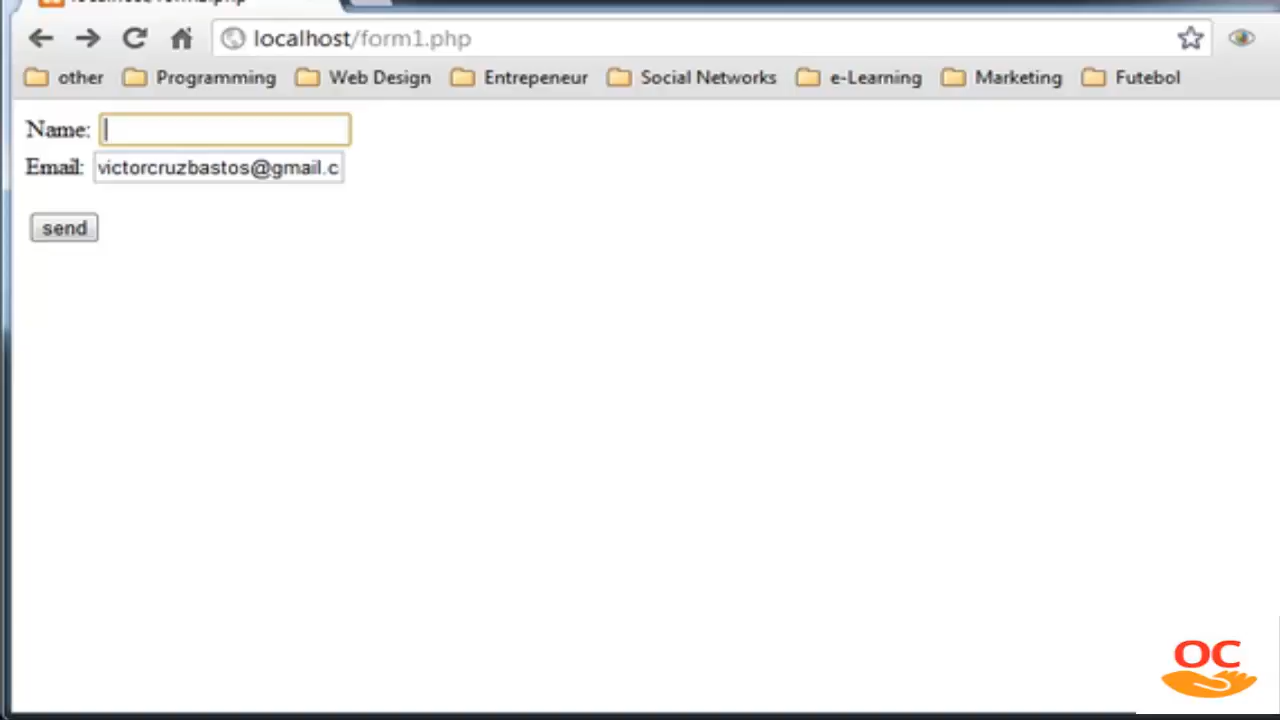 localhost/form1.php
other Programming Web Design Entrepeneur Social Networks e-Learning Marketing Futebol
Name:
Email: victorcruzbastos@gmail.c
send
OC